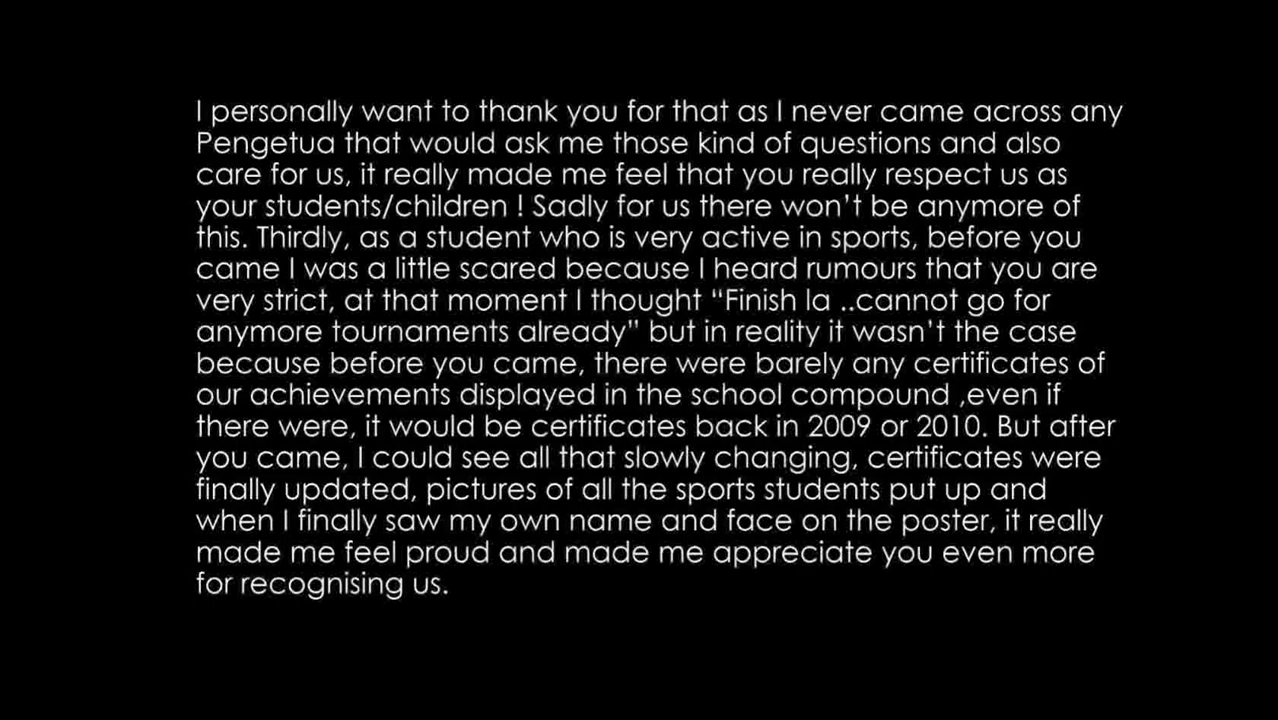 I personally want to thank you for that as I never came across any
Pengetua that would ask me those kind of questions and also
care for us, it really made me feel that you really respect us as
your students/children ! Sadly for us there won't be anymore of
this. Thirdly, as a student who is very active in sports, before you
came I was a little scared because I heard rumours that you are
very strict, at that moment I thought “Finish la ..cannot go for
anymore tournaments already” but in reality it wasn't the case
because before you came, there were barely any certificates of
our achievements displayed in the school compound ,even if
there were, it would be certificates back in 2009 or 2010. But after
you came, I could see all that slowly changing, certificates were
finally updated, pictures of all the sports students put up and
when I finally saw my own name and face on the poster, it really
made me feel proud and made me appreciate you even more
for recognising us.